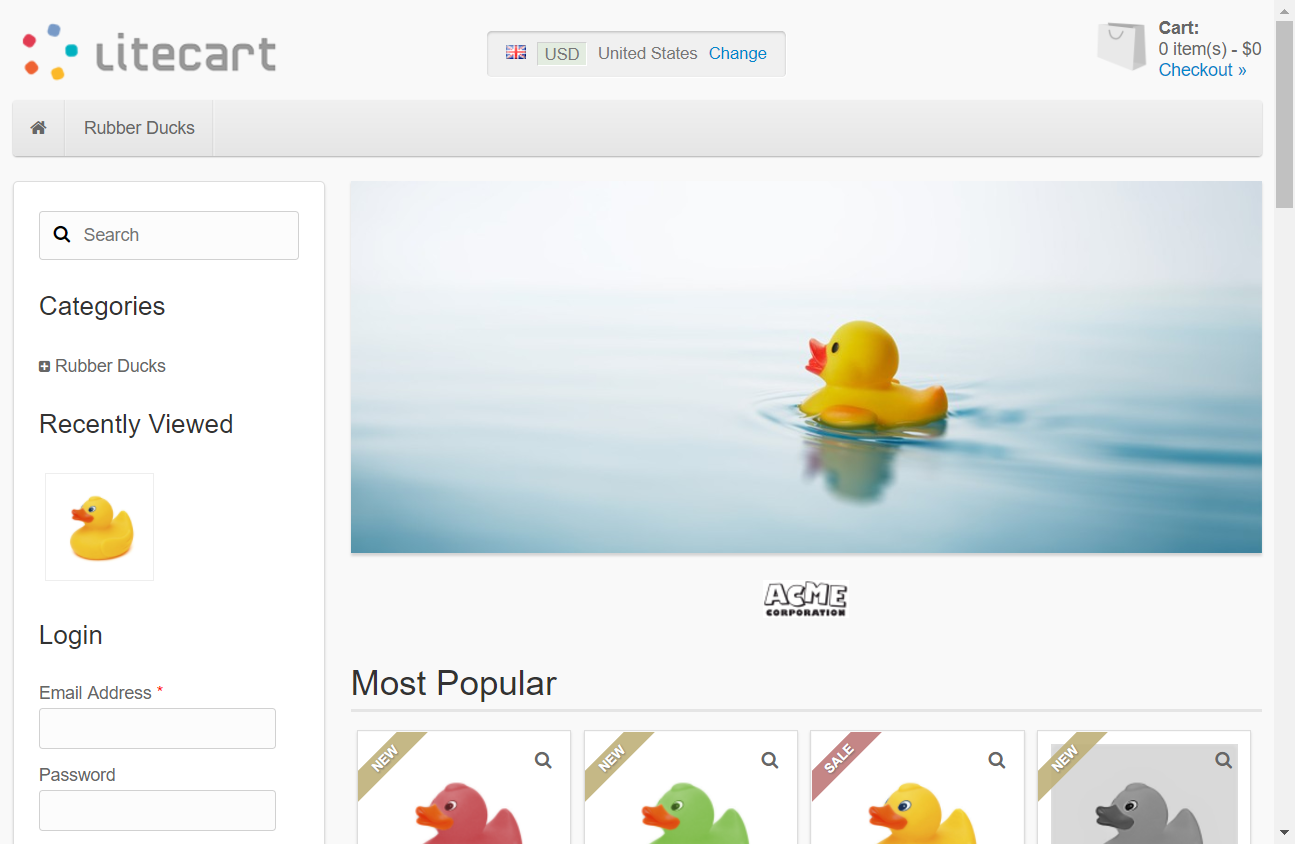 LiteCart
USD United States Change
Cart:
0 item(s) - $0
Checkout »
Rubber Ducks
Search
Categories
Rubber Ducks
Recently Viewed
Login
Email Address *
Password
ACME
CORPORATION
Most Popular
NEW
NEW
SALE
NEW